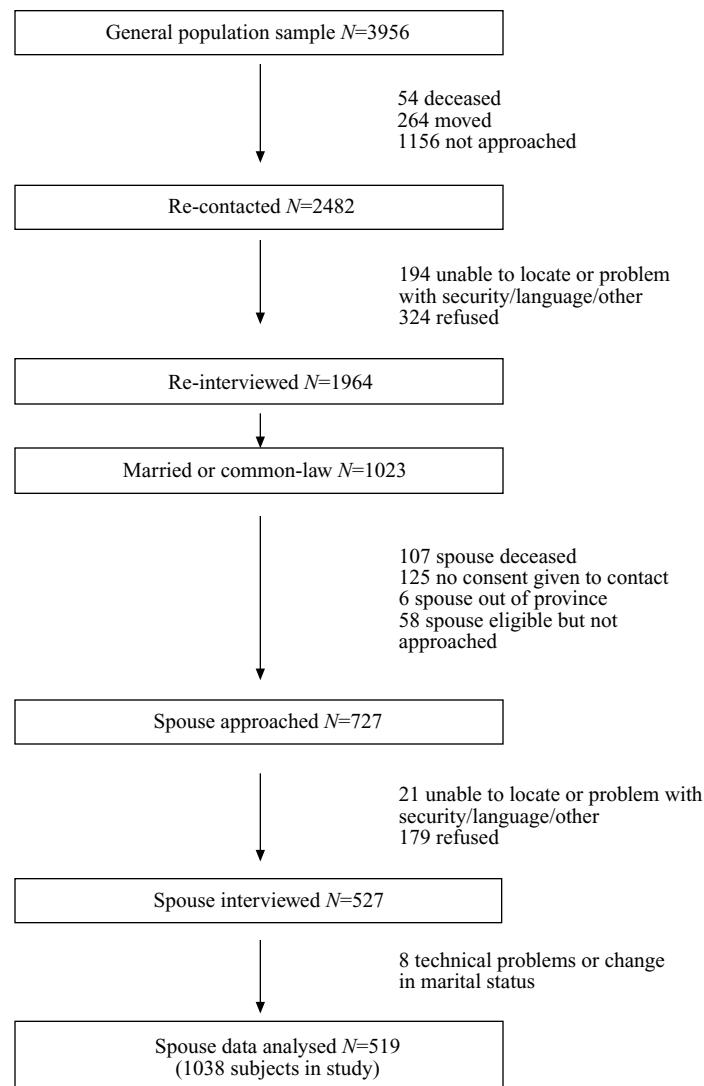 General population sample N=3956
54 deceased
264 moved
1156 not approached
Re-contacted N=2482
194 unable to locate or problem
with security/language/other
324 refused
Re-interviewed N=1964
Married or common-law N=1023
107 spouse deceased
125 no consent given to contact
6 spouse out of province
58 spouse eligible but not
approached
Spouse approached N=727
21 unable to locate or problem with
security/language/other
179 refused
Spouse interviewed N=527
8 technical problems or change
in marital status
Spouse data analysed N=519
(1038 subjects in study)